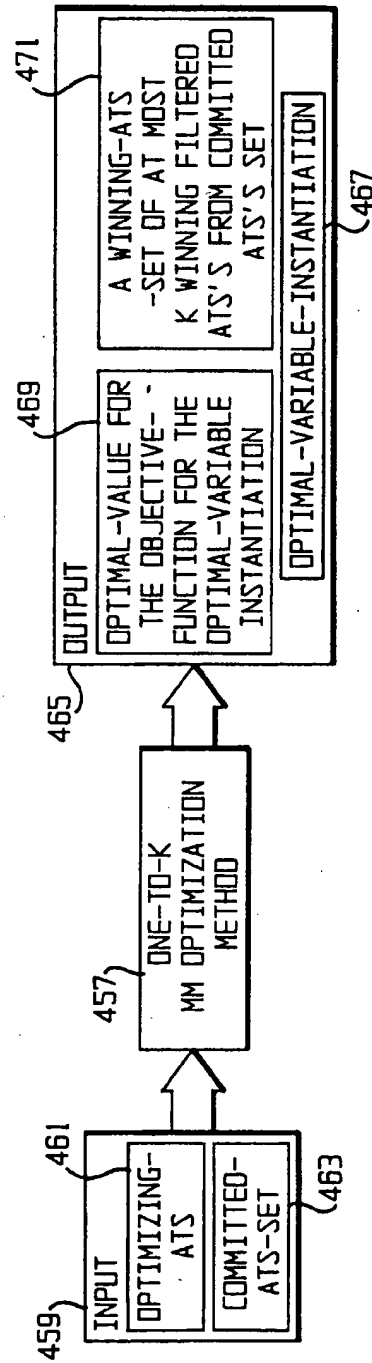 459
INPUT
461
OPTIMIZING-
ATS
COMMITTED-
ATS-SET
463
457
ONE-TO-K
MM OPTIMIZATION
METHOD
465
OUTPUT
469
OPTIMAL-VALUE FOR
THE OBJECTIVE-
FUNCTION FOR THE
OPTIMAL-VARIABLE
INSTANTIATION
471
A WINNING-ATS
-SET OF AT MOST
K WINNING FILTERED
ATS'S FROM COMMITTED
ATS'S SET
OPTIMAL-VARIABLE-INSTANTIATION
467